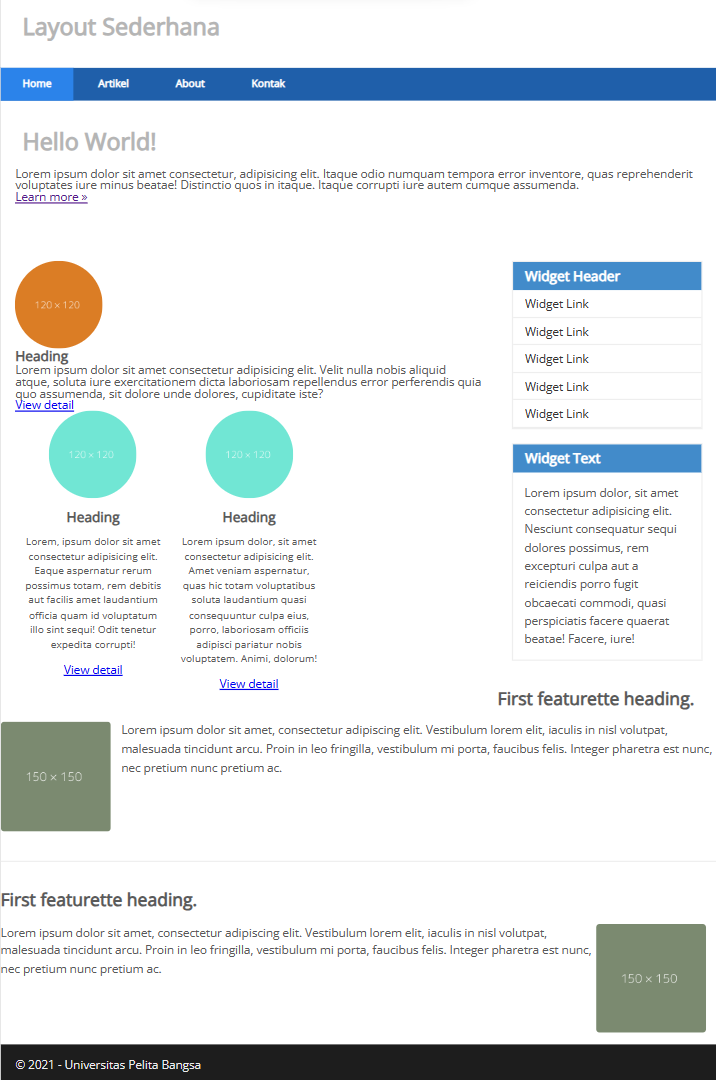 Layout Sederhana
Home Artikel About Kontak
Hello World!
Lorem ipsum dolor sit amet consectetur, adipisicing elit. Itaque odio numquam tempora error inventore, quas reprehenderit
voluptates iure minus beatae! Distinctio quos in itaque. Itaque corrupti iure autem cumque assumenda.
Learn more »
120 × 120
Heading
Lorem ipsum dolor sit amet consectetur adipisicing elit. Velit nulla nobis aliquid
atque, soluta iure exercitationem dicta laboriosam repellendus error perferendis quia
quo assumenda, sit dolore unde dolores, cupiditate iste?
View detail
120 × 120
Heading
Lorem, ipsum dolor sit amet
consectetur adipisicing elit.
Eaque aspernatur rerum
possimus totam, rem debitis
aut facilis amet laudantium
officia quam id voluptatum
illo sint sequi! Odit tenetur
expedita corrupti!
View detail
120 × 120
Heading
Lorem ipsum dolor, sit amet
consectetur adipisicing elit.
Amet veniam aspernatur,
quas hic totam voluptatibus
soluta laudantium quasi
consequuntur culpa eius,
porro, laboriosam officiis
adipisci pariatur nobis
voluptatem. Animi, dolorum!
View detail
Widget Header
Widget Link
Widget Link
Widget Link
Widget Link
Widget Link
Widget Text
Lorem ipsum dolor, sit amet
consectetur adipisicing elit.
Nesciunt consequatur sequi
dolores possimus, rem
excepturi culpa aut a
reiciendis porro fugit
obcaecati commodi, quasi
perspiciatis facere quaerat
beatae! Facere, iure!
First featurette heading.
150 × 150
Lorem ipsum dolor sit amet, consectetur adipiscing elit. Vestibulum lorem elit, iaculis in nisl volutpat,
malesuada tincidunt arcu. Proin in leo fringilla, vestibulum mi porta, faucibus felis. Integer pharetra est nunc,
nec pretium nunc pretium ac.
First featurette heading.
Lorem ipsum dolor sit amet, consectetur adipiscing elit. Vestibulum lorem elit, iaculis in nisl volutpat,
malesuada tincidunt arcu. Proin in leo fringilla, vestibulum mi porta, faucibus felis. Integer pharetra est nunc,
nec pretium nunc pretium ac.
150 × 150
© 2021 - Universitas Pelita Bangsa